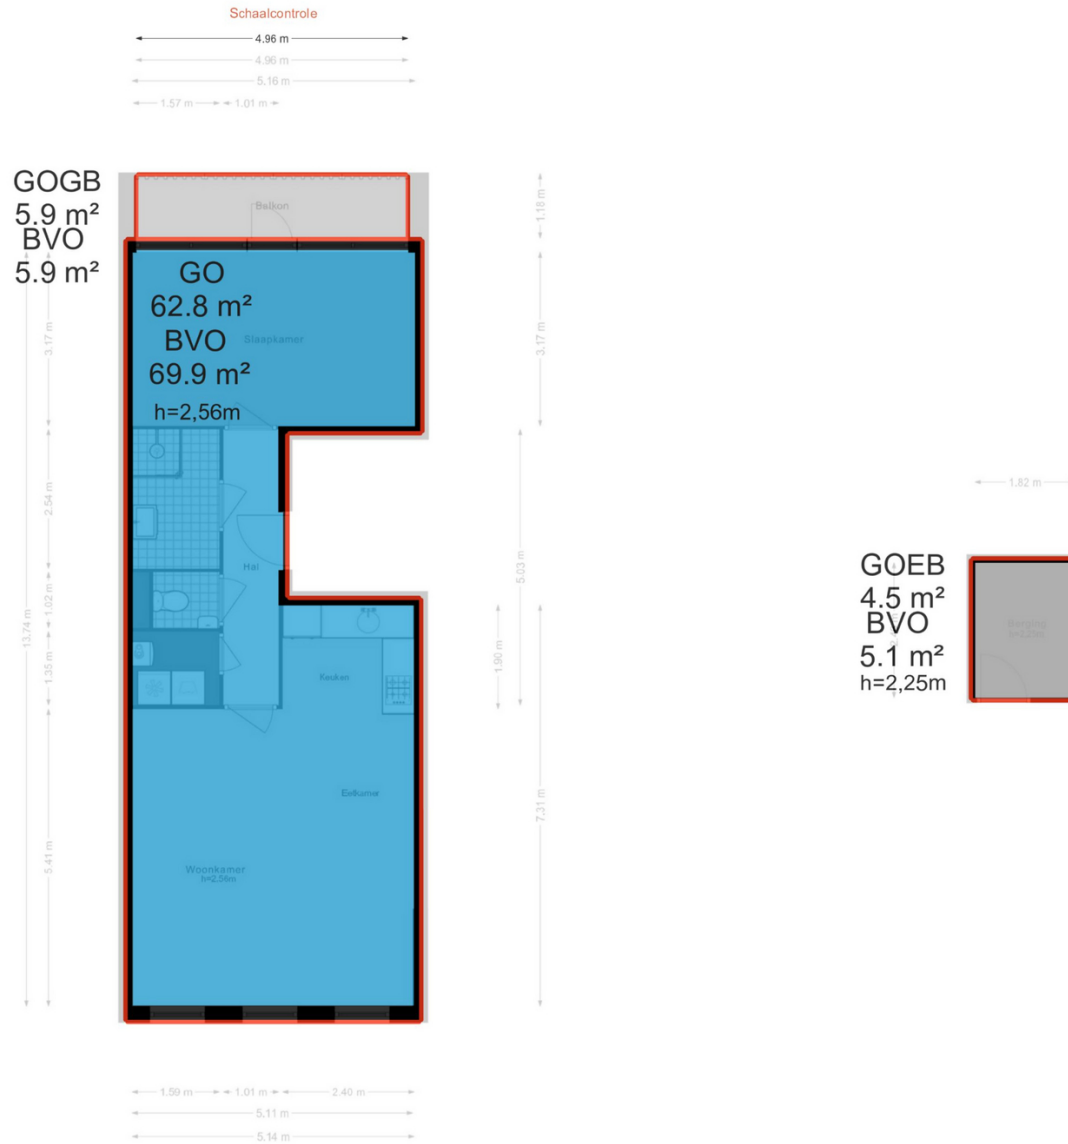 Schaalcontrole
4.96 m
4.96 m
5.16 m
1.57 m
1.01 m
GOGB
5.9 m²
BVO
5.9 m²
Balkon
1.18 m
GO
62.8 m²
BVO
69.9 m²
h=2,56m
Slaapkamer
3.17 m
3.17 m
2.54 m
Hal
5.03 m
1.02 m
13.74 m
1.35 m
1.90 m
Keuken
Eetkamer
7.31 m
5.41 m
Woonkamer
h=2.56m
1.59 m
1.01 m
2.40 m
5.11 m
5.14 m
1.82 m
GOEB
4.5 m²
BVO
5.1 m²
h=2,25m
Berging
h=2.25m